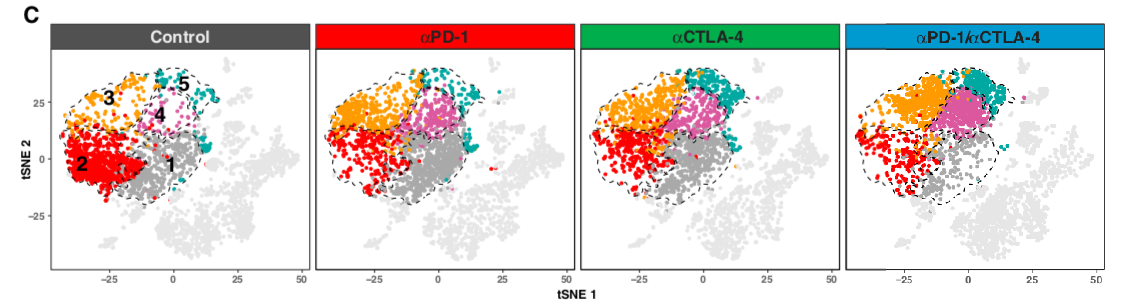 C
Control
αPD-1
αCTLA-4
αPD-1/αCTLA-4
tSNE 2
25
0
−25
3
5
4
2
1
−25 0 25 50
−25 0 25 50
−25 0 25 50
−25 0 25 50
tSNE 1